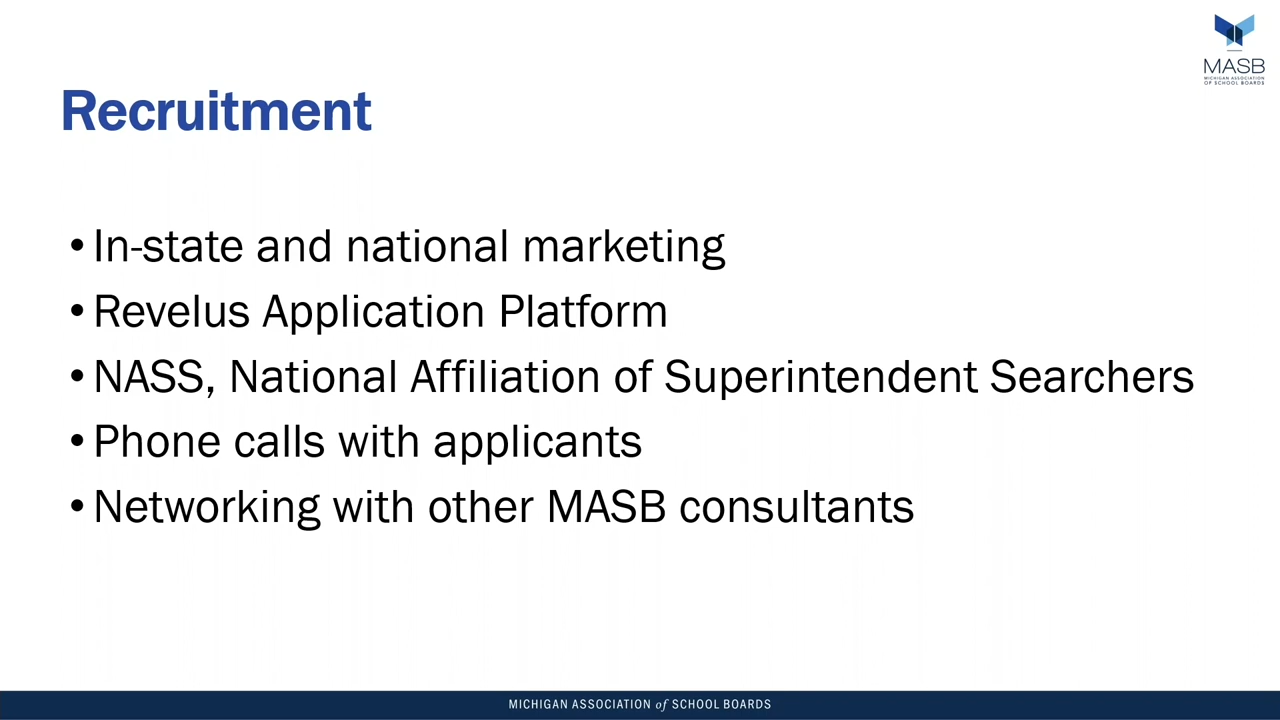 MASB
MICHIGAN ASSOCIATION
OF SCHOOL BOARDS
Recruitment
• In-state and national marketing
• Revelus Application Platform
• NASS, National Affiliation of Superintendent Searchers
• Phone calls with applicants
• Networking with other MASB consultants
MICHIGAN ASSOCIATION of SCHOOL BOARDS